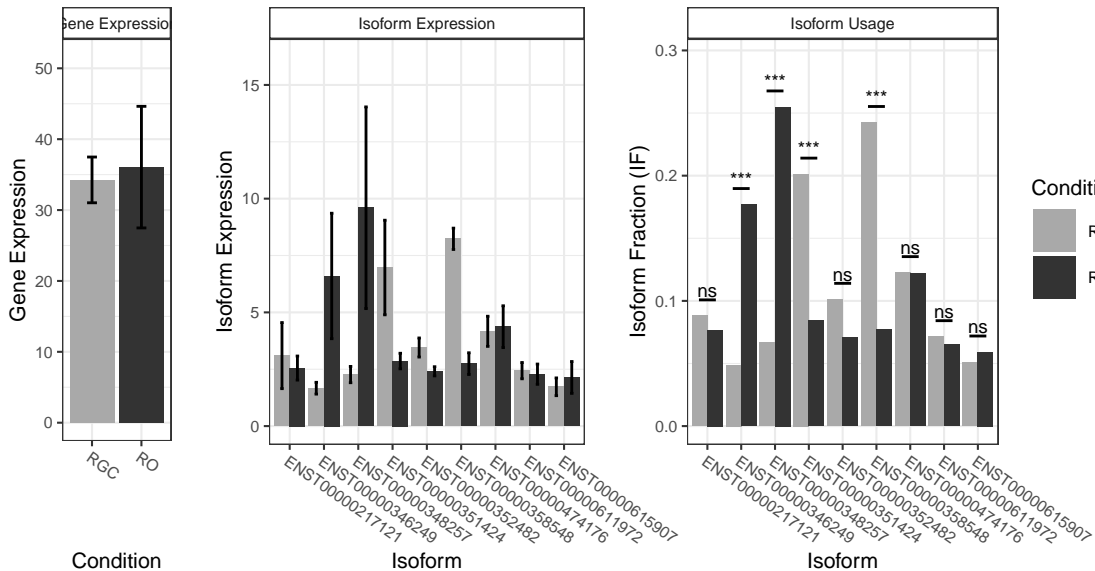 Gene Expression
Gene Expression
50
40
30
20
10
0
RGC
RO
Condition
Isoform Expression
Isoform Expression
15
10
5
0
ENST00000217121
ENST00000346249
ENST00000348257
ENST00000351424
ENST00000352482
ENST00000358548
ENST00000474176
ENST00000611972
ENST00000615907
Isoform
Isoform Usage
Isoform Fraction (IF)
0.3
0.2
0.1
0.0
ns
***
***
***
ns
***
ns
ns
ns
ENST00000217121
ENST00000346249
ENST00000348257
ENST00000351424
ENST00000352482
ENST00000358548
ENST00000474176
ENST00000611972
ENST00000615907
Isoform
Conditi
R
R